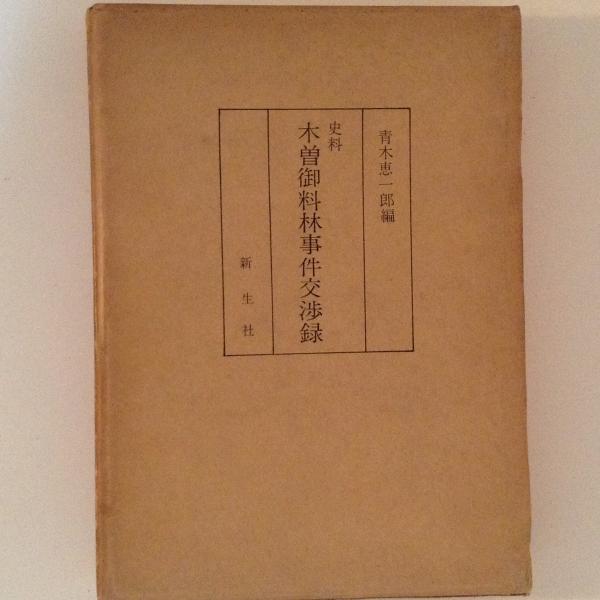 青木恵一郎編
史料
木曽御料林事件交渉録
新生社